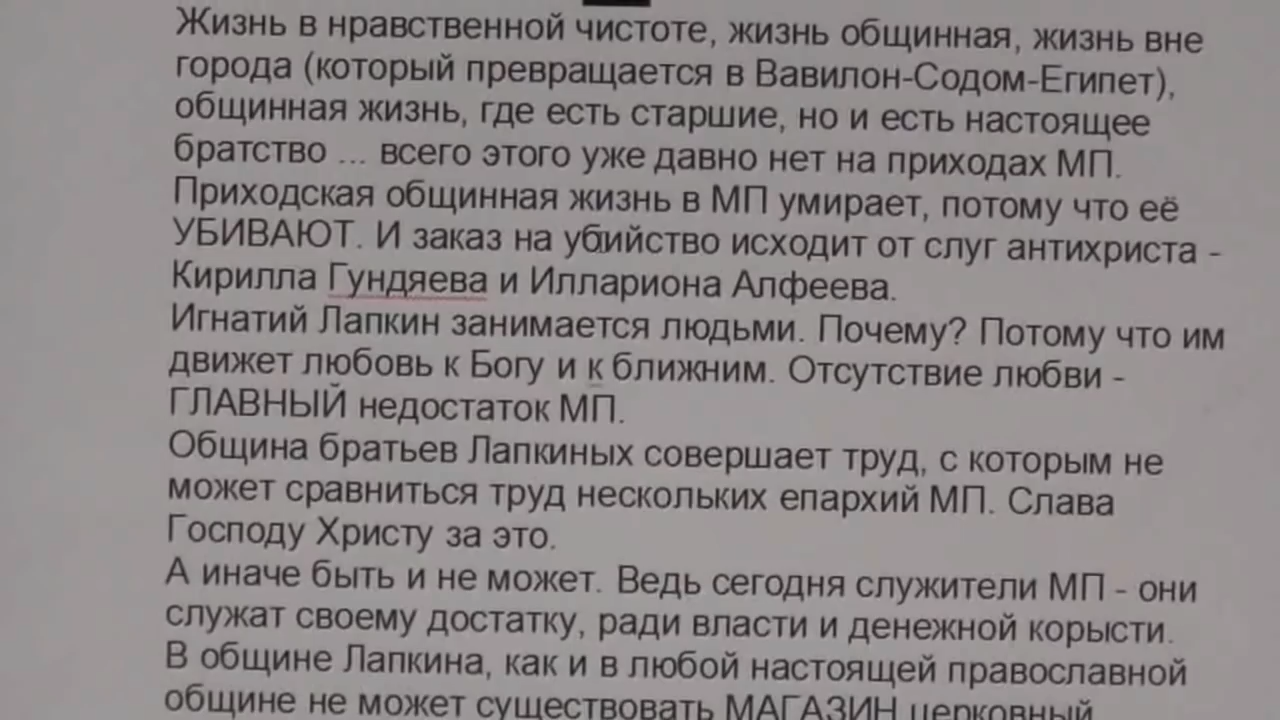 Жизнь в нравственной чистоте, жизнь общинная, жизнь вне
города (который превращается в Вавилон-Содом-Египет),
общинная жизнь, где есть старшие, но и есть настоящее
братство ... всего этого уже давно нет на приходах МП.
Приходская общинная жизнь в МП умирает, потому что её
УБИВАЮТ. И заказ на убийство исходит от слуг антихриста -
Кирилла Гундяева и Иллариона Алфеева.
Игнатий Лапкин занимается людьми. Почему? Потому что им
движет любовь к Богу и к ближним. Отсутствие любви -
ГЛАВНЫЙ недостаток МП.
Община братьев Лапкиных совершает труд, с которым не
может сравниться труд нескольких епархий МП. Слава
Господу Христу за это.
А иначе быть и не может. Ведь сегодня служители МП - они
служат своему достатку, ради власти и денежной корысти.
В общине Лапкина, как и в любой настоящей православной
общине не может существовать МАГАЗИН церковный